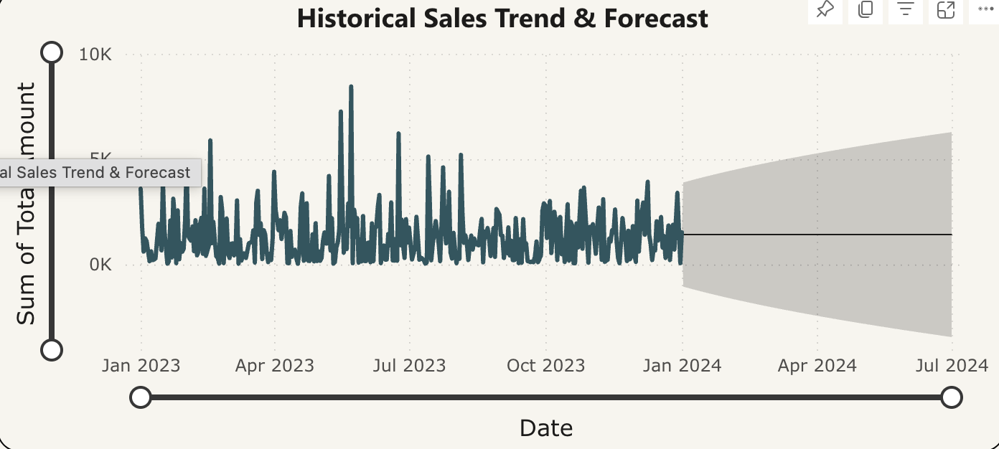 Historical Sales Trend & Forecast
Sum of Tota
mount
10K
5K
0K
al Sales Trend & Forecast
Jan 2023
Apr 2023
Jul 2023
Oct 2023
Jan 2024
Apr 2024
Jul 2024
Date